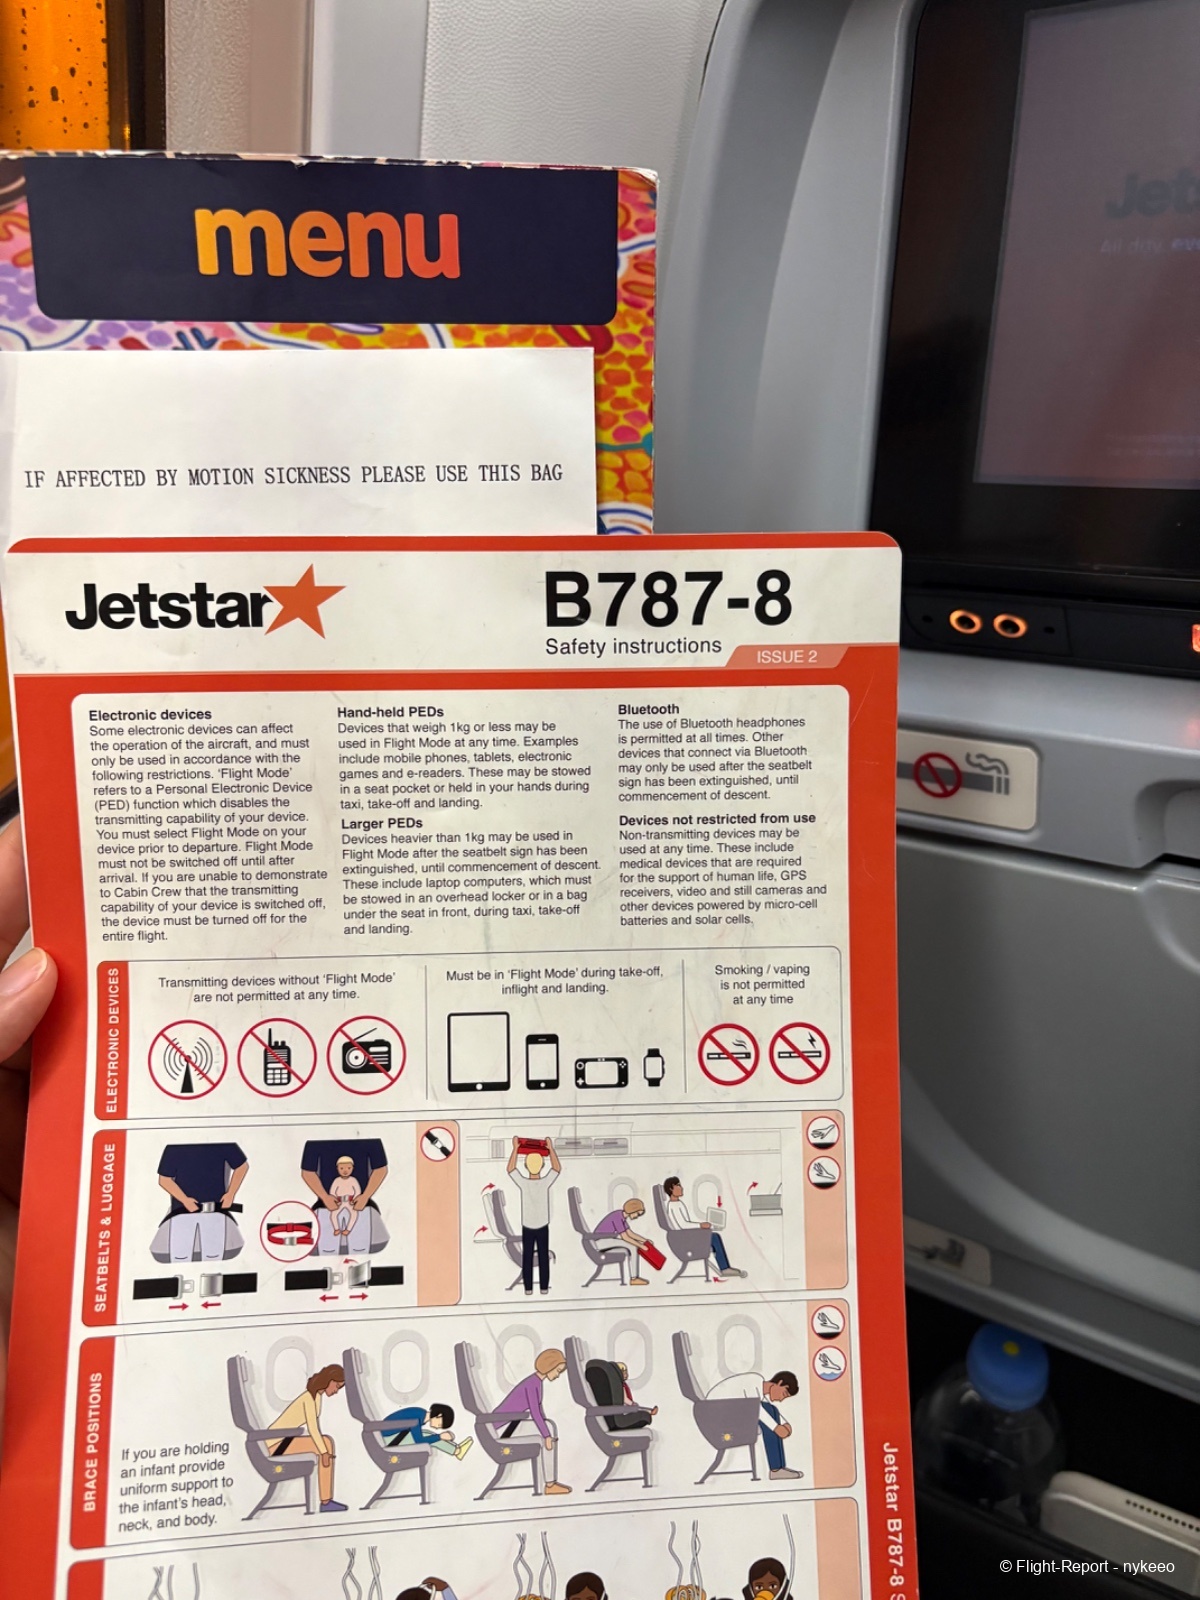 menu
IF AFFECTED BY MOTION SICKNESS PLEASE USE THIS BAG
Jetstar
B787-8
Safety instructions
ISSUE 2
Electronic devices
Some electronic devices can affect
the operation of the aircraft, and must
only be used in accordance with the
following restrictions. 'Flight Mode'
refers to a Personal Electronic Device
(PED) function which disables the
transmitting capability of your device.
You must select Flight Mode on your
device prior to departure. Flight Mode
must not be switched off until after
arrival. If you are unable to demonstrate
to Cabin Crew that the transmitting
capability of your device is switched off,
the device must be turned off for the
entire flight.
Hand-held PEDs
Devices that weigh 1kg or less may be
used in Flight Mode at any time. Examples
include mobile phones, tablets, electronic
games and e-readers. These may be stowed
in a seat pocket or held in your hands during
taxi, take-off and landing.
Larger PEDs
Devices heavier than 1kg may be used in
Flight Mode after the seatbelt sign has been
extinguished, until commencement of descent.
These include laptop computers, which must
be stowed in an overhead locker or in a bag
under the seat in front, during taxi, take-off
and landing.
Bluetooth
The use of Bluetooth headphones
is permitted at all times. Other
devices that connect via Bluetooth
may only be used after the seatbelt
sign has been extinguished, until
commencement of descent.
Devices not restricted from use
Non-transmitting devices may be
used at any time. These include
medical devices that are required
for the support of human life, GPS
receivers, video and still cameras and
other devices powered by micro-cell
batteries and solar cells.
ELECTRONIC DEVICES
Transmitting devices without 'Flight Mode'
are not permitted at any time.
Must be in 'Flight Mode' during take-off,
inflight and landing.
Smoking / vaping
is not permitted
at any time
SEATBELTS & LUGGAGE
BRACE POSITIONS
If you are holding
an infant provide
uniform support to
the infant's head,
neck, and body.
Jetstar B787-8 S
Jet
All day, eve
© Flight-Report - nykeeo